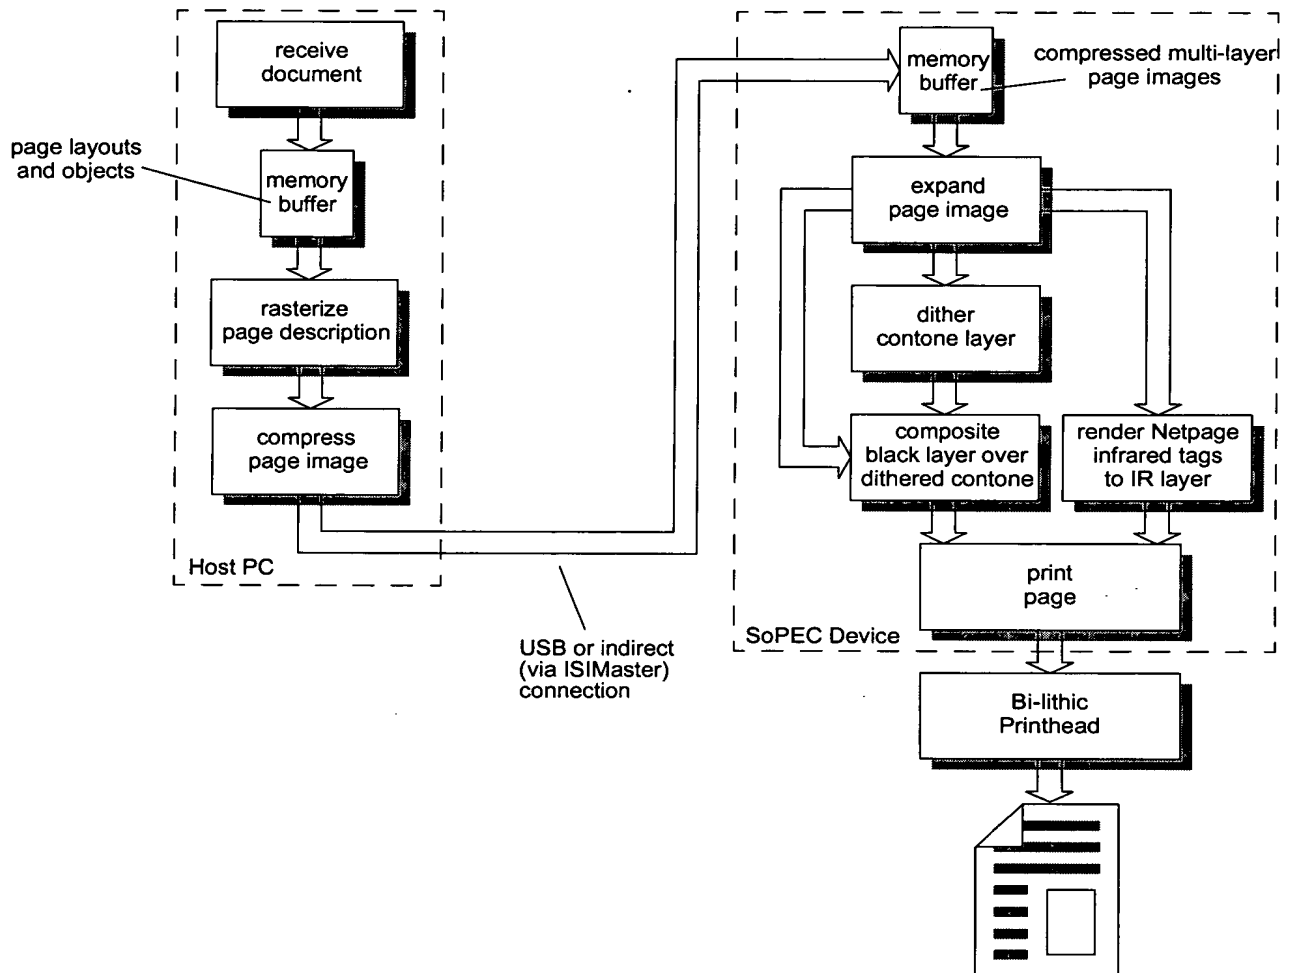 receive
document
page layouts
and objects
memory
buffer
rasterize
page description
compress
page image
Host PC
USB or indirect
(via ISIMaster)
connection
memory
buffer
compressed multi-layer
page images
expand
page image
dither
contone layer
composite
black layer over
dithered contone
render Netpage
infrared tags
to IR layer
print
page
SoPEC Device
Bi-lithic
Printhead